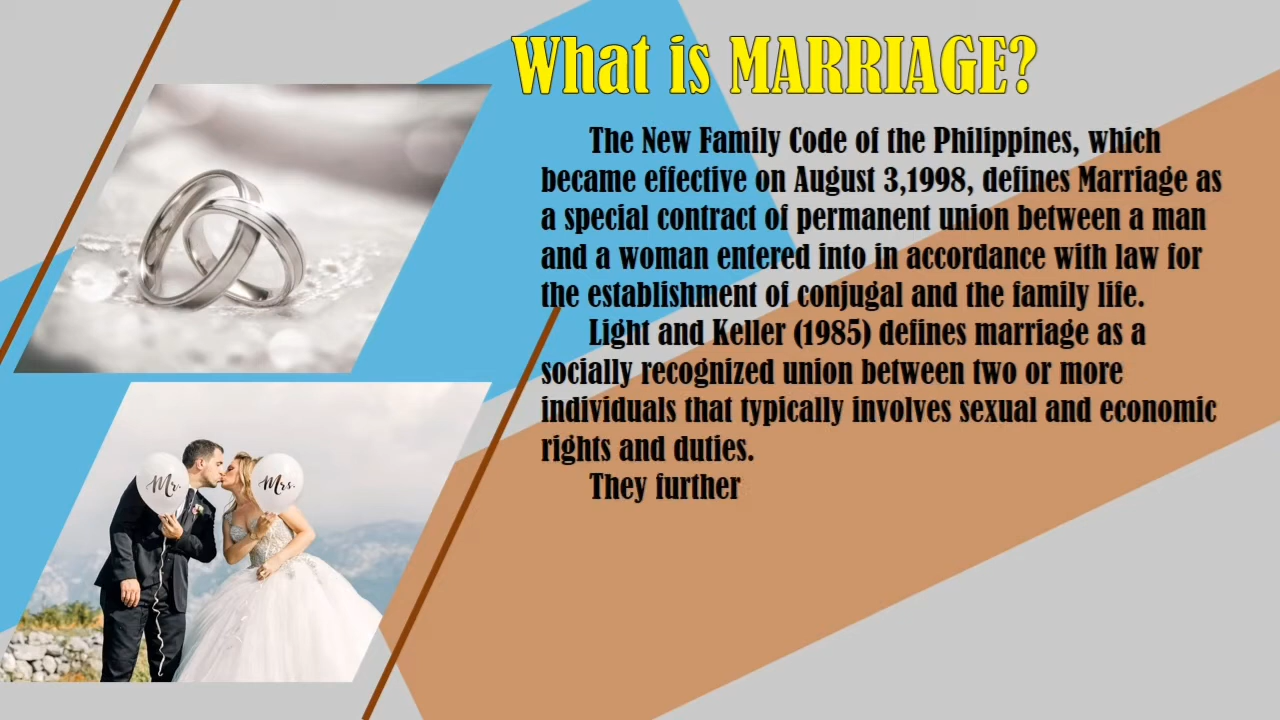 What is MARRIAGE?
The New Family Code of the Philippines, which
became effective on August 3,1998, defines Marriage as
a special contract of permanent union between a man
and a woman entered into in accordance with law for
the establishment of conjugal and the family life.
Light and Keller (1985) defines marriage as a
socially recognized union between two or more
individuals that typically involves sexual and economic
rights and duties.
They further
Mr.
Mrs.